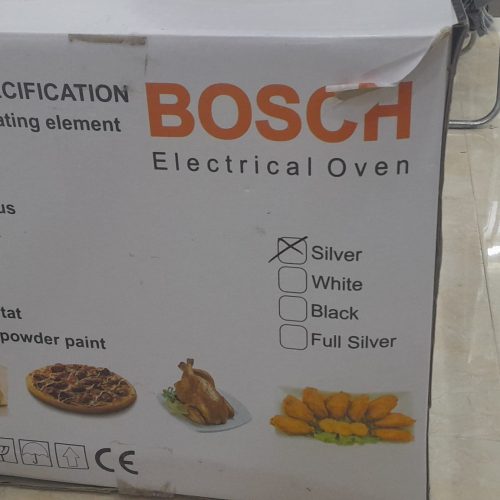 CIFICATION
ating element
BOSCH
Electrical Oven
us
Silver
White
Black
Full Silver
tat
powder paint
CE